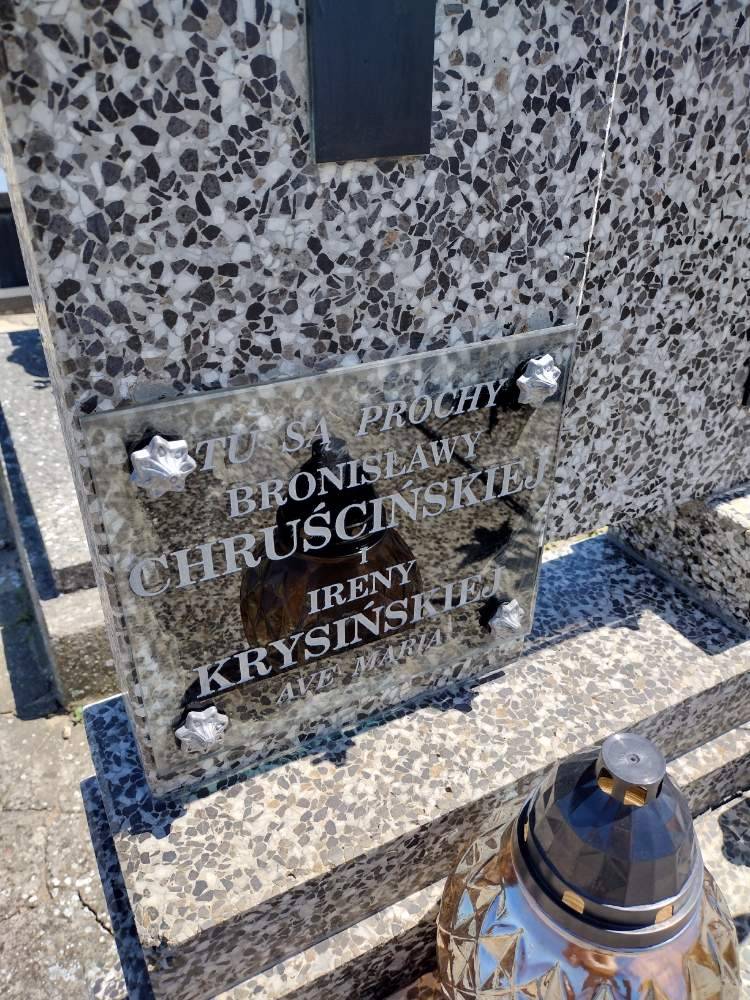 TU SĄ PROCHY
BRONISŁAWY
CHRUŚCIŃSKIEJ
I
IRENY
KRYSIŃSKIEJ
AVE MARIA